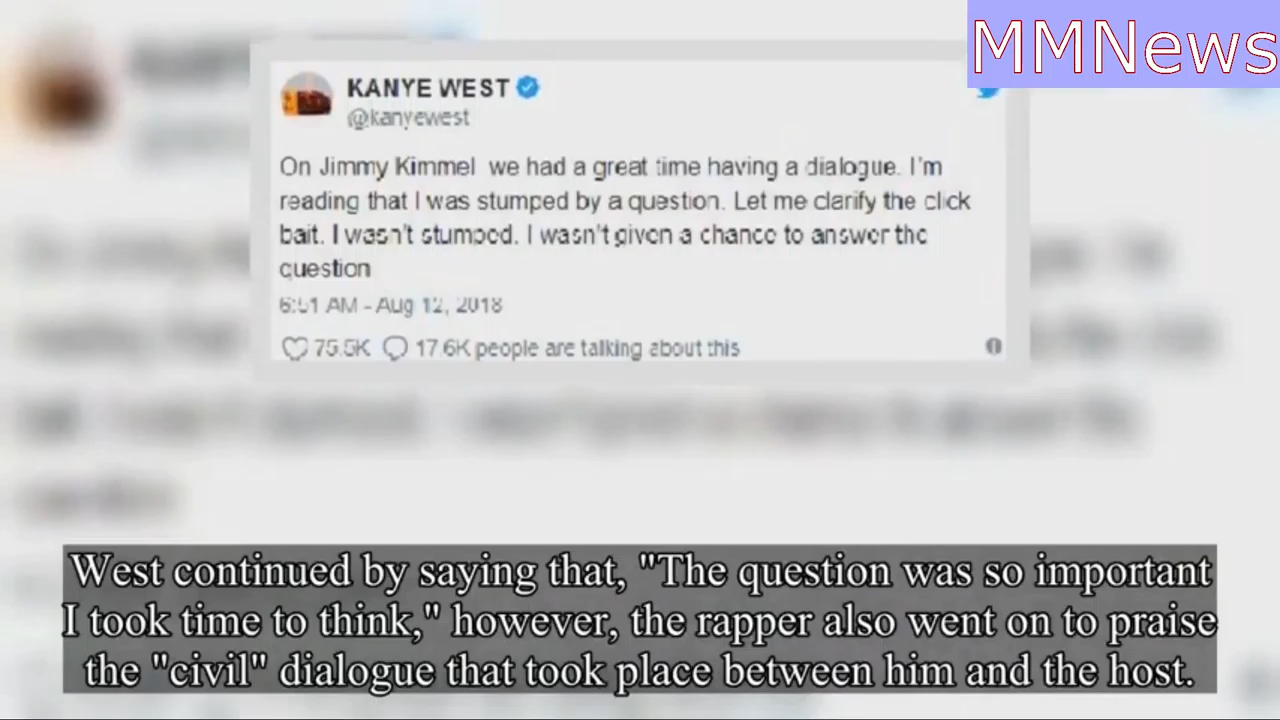 MMNews
KANYE WEST
@kanyewest
On Jimmy Kimmel we had a great time having a dialogue. I'm
reading that I was stumped by a question. Let me clarify the click
bait. I wasn't stumped. I wasn't given a chance to answer the
question
6:51 AM - Aug 12, 2018
75.5K 17.6K people are talking about this
West continued by saying that, "The question was so important
I took time to think," however, the rapper also went on to praise
the "civil" dialogue that took place between him and the host.